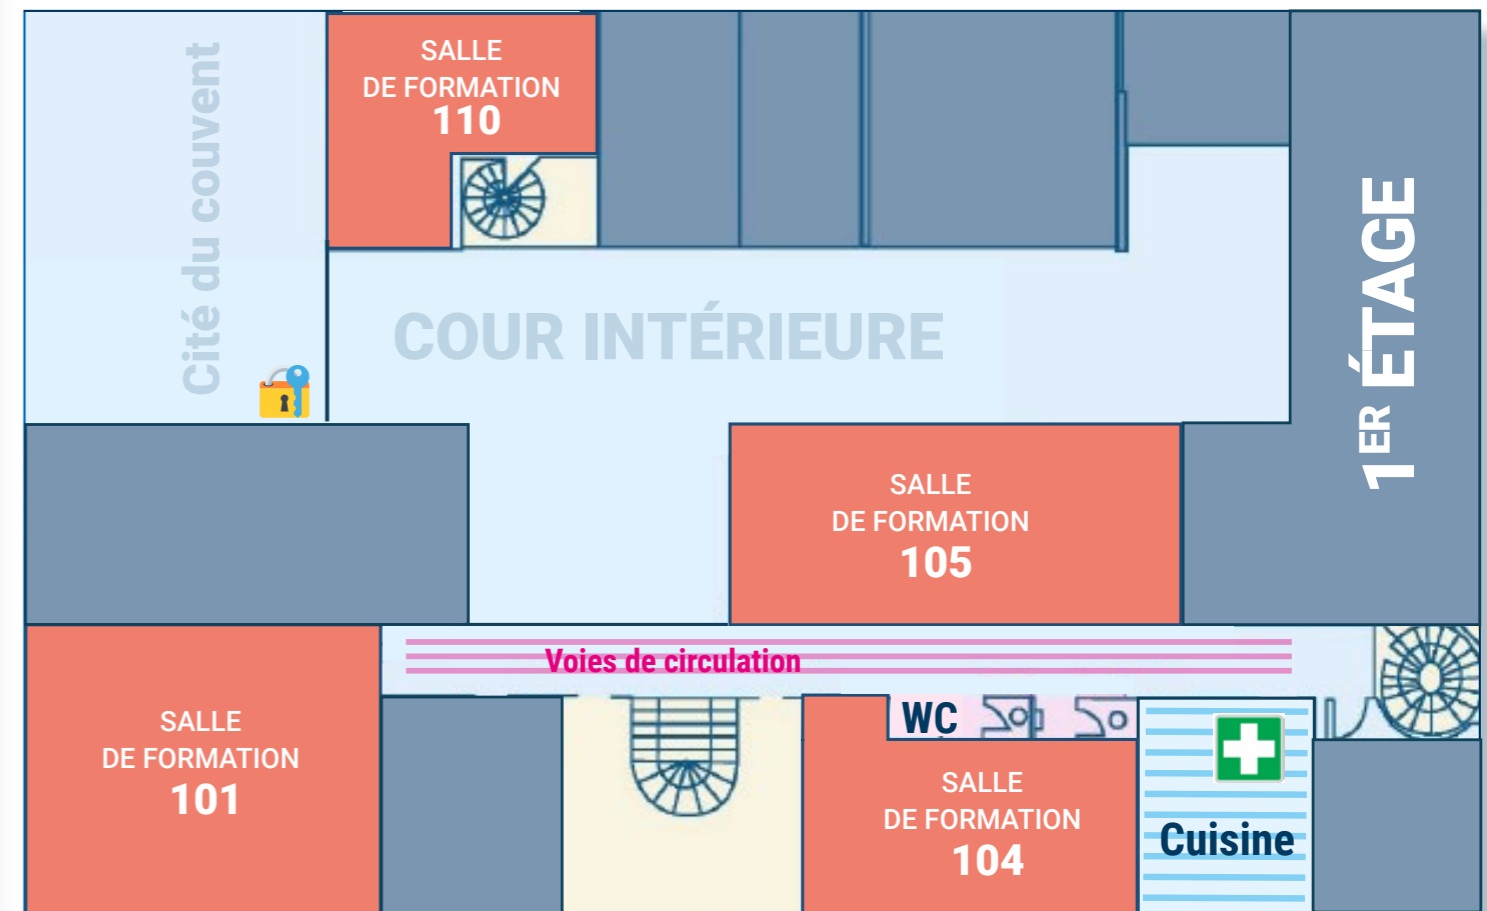 Cité du couvent
SALLE
DE FORMATION
110
COUR INTÉRIEURE
1ER ÉTAGE
SALLE
DE FORMATION
105
Voies de circulation
SALLE
DE FORMATION
101
WC
SALLE
DE FORMATION
104
Cuisine